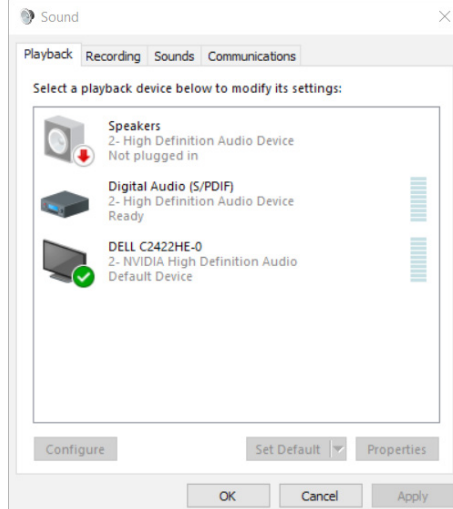 Sound
Playback Recording Sounds Communications
Select a playback device below to modify its settings:
Speakers
2- High Definition Audio Device
Not plugged in
Digital Audio (S/PDIF)
2- High Definition Audio Device
Ready
DELL C2422HE-0
2- NVIDIA High Definition Audio
Default Device
Configure Set Default Properties
OK Cancel Apply